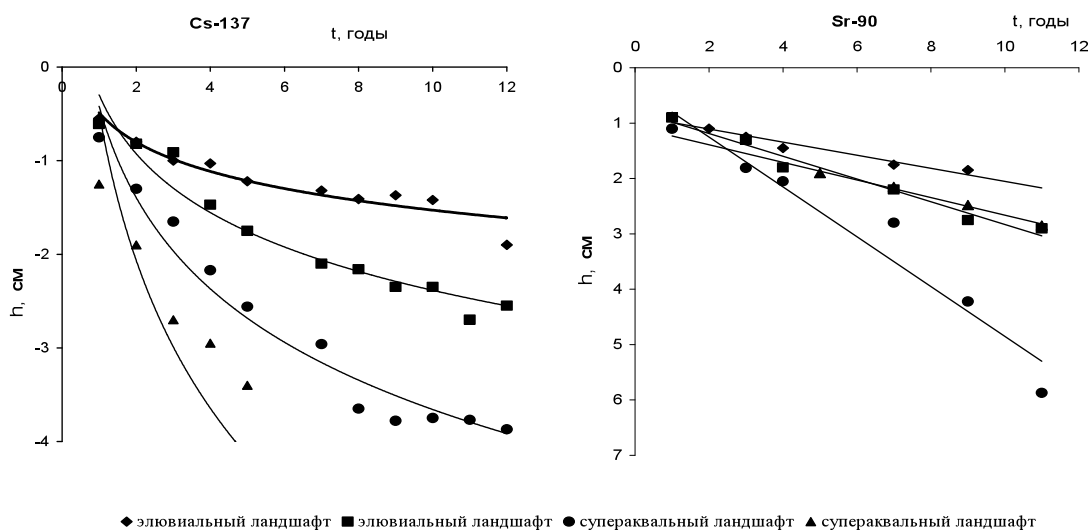 Cs-137
t, годы
0
0 2 4 6 8 10 12
-1
-2
-3
-4
h, см
Sr-90
t, годы
0 2 4 6 8 10 12
0
1
2
3
4
5
6
7
h, см
элювиальный ландшафт элювиальный ландшафт супераквальный ландшафт супераквальный ландшафт